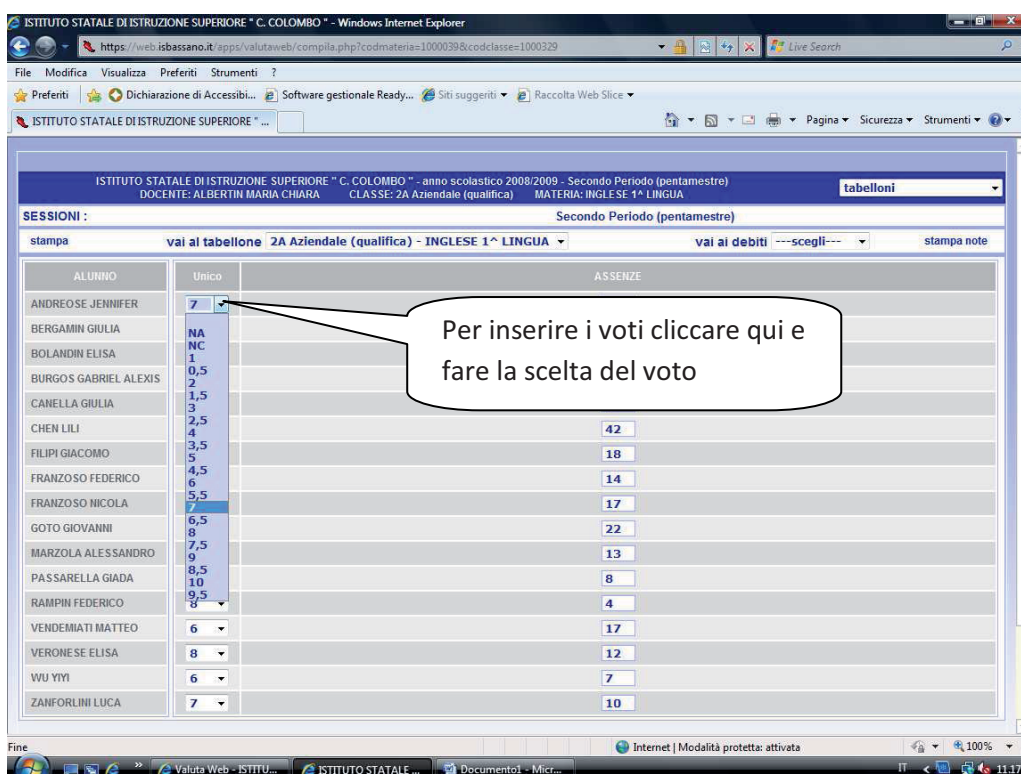 ISTITUTO STATALE DI ISTRUZIONE SUPERIORE " C. COLOMBO " - Windows Internet Explorer
https://web.isbassano.it/apps/valutaweb/compila.php?codmateria=1000039&codclasse=1000329
Live Search
File Modifica Visualizza Preferiti Strumenti ?
Preferiti Dichiarazione di Accessibi... Software gestionale Ready... Siti suggeriti Raccolta Web Slice
ISTITUTO STATALE DI ISTRUZIONE SUPERIORE " ... Pagina Sicurezza Strumenti
ISTITUTO STATALE DI ISTRUZIONE SUPERIORE " C. COLOMBO " - anno scolastico 2008/2009 - Secondo Periodo (pentamestre)
DOCENTE: ALBERTIN MARIA CHIARA CLASSE: 2A Aziendale (qualifica) MATERIA: INGLESE 1^ LINGUA
tabelloni
SESSIONI : Secondo Periodo (pentamestre)
stampa vai al tabellone 2A Aziendale (qualifica) - INGLESE 1^ LINGUA vai ai debiti ---scegli--- stampa note
ALUNNO Unico ASSENZE
ANDREOSE JENNIFER 7
Per inserire i voti cliccare qui e
fare la scelta del voto
BERGAMIN GIULIA
BOLANDIN ELISA
BURGOS GABRIEL ALEXIS
CANELLA GIULIA
CHEN LILI 42
FILIPI GIACOMO 18
FRANZOSO FEDERICO 14
FRANZOSO NICOLA 17
GOTO GIOVANNI 22
MARZOLA ALESSANDRO 13
PASSARELLA GIADA 8
RAMPIN FEDERICO 8 4
VENDEMIATI MATTEO 6 17
VERONESE ELISA 8 12
WU YIYI 6 7
ZANFORLINI LUCA 7 10
NA
NC
1
0,5
2
1,5
3
2,5
4
3,5
5
4,5
6
5,5
7
6,5
8
7,5
9
8,5
10
9,5
Fine Internet | Modalità protetta: attivata 100%
Valuta Web - ISTITU... ISTITUTO STATALE ... Documento1 - Micr... IT 11.17